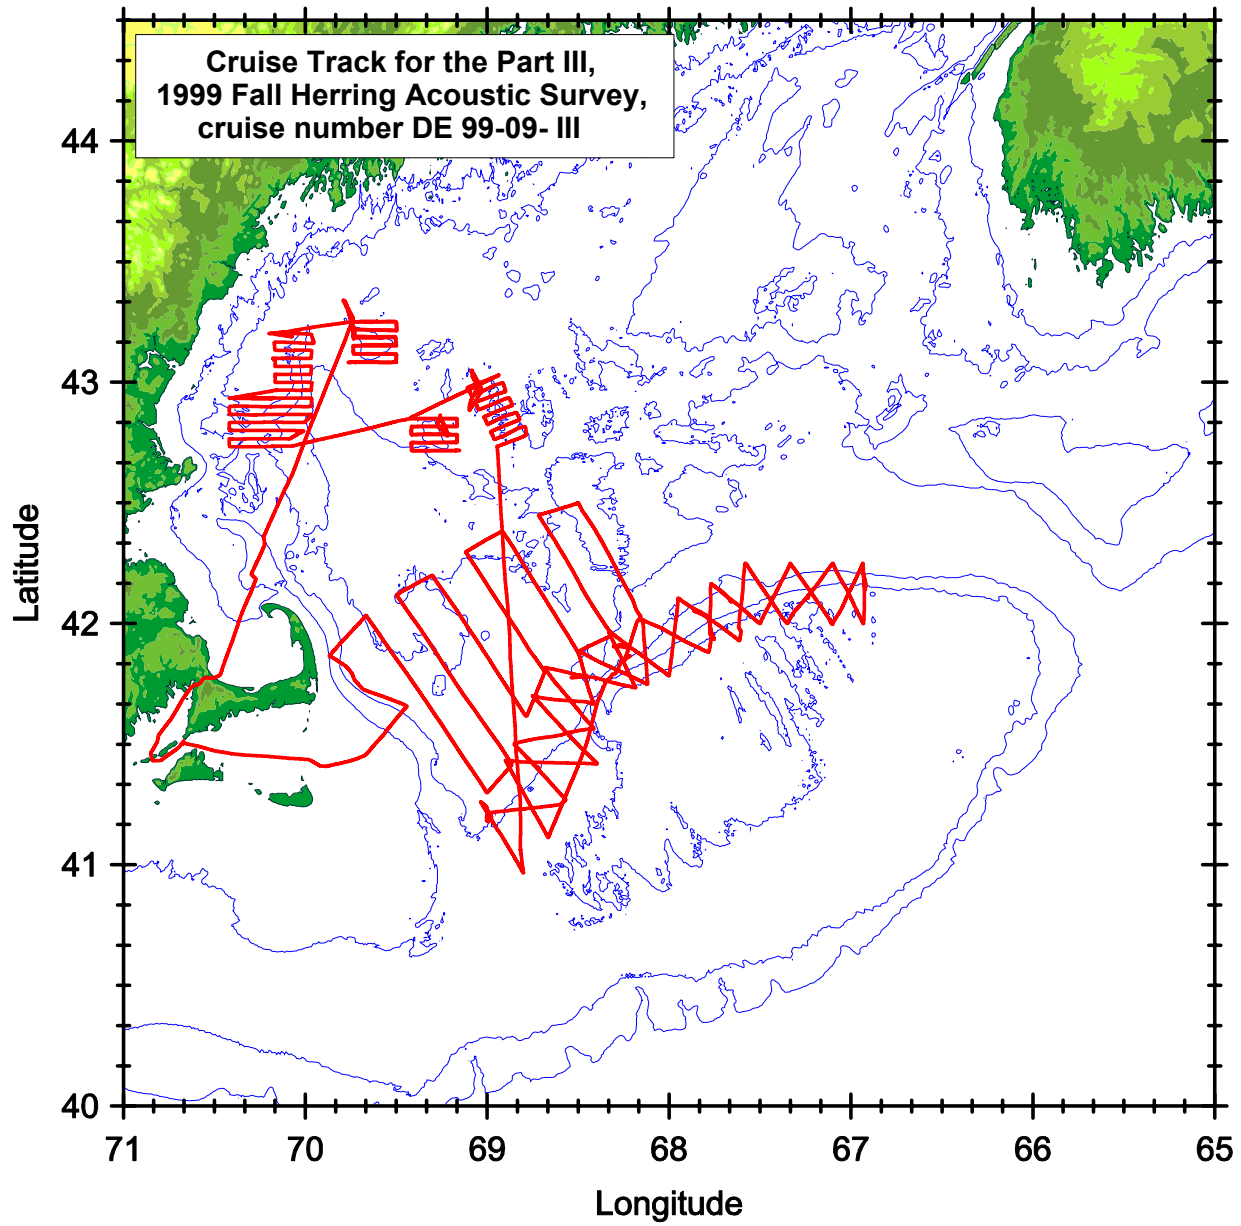 Cruise Track for the Part III,
1999 Fall Herring Acoustic Survey,
cruise number DE 99-09- III
44
43
42
41
40
Latitude
71 70 69 68 67 66 65
Longitude